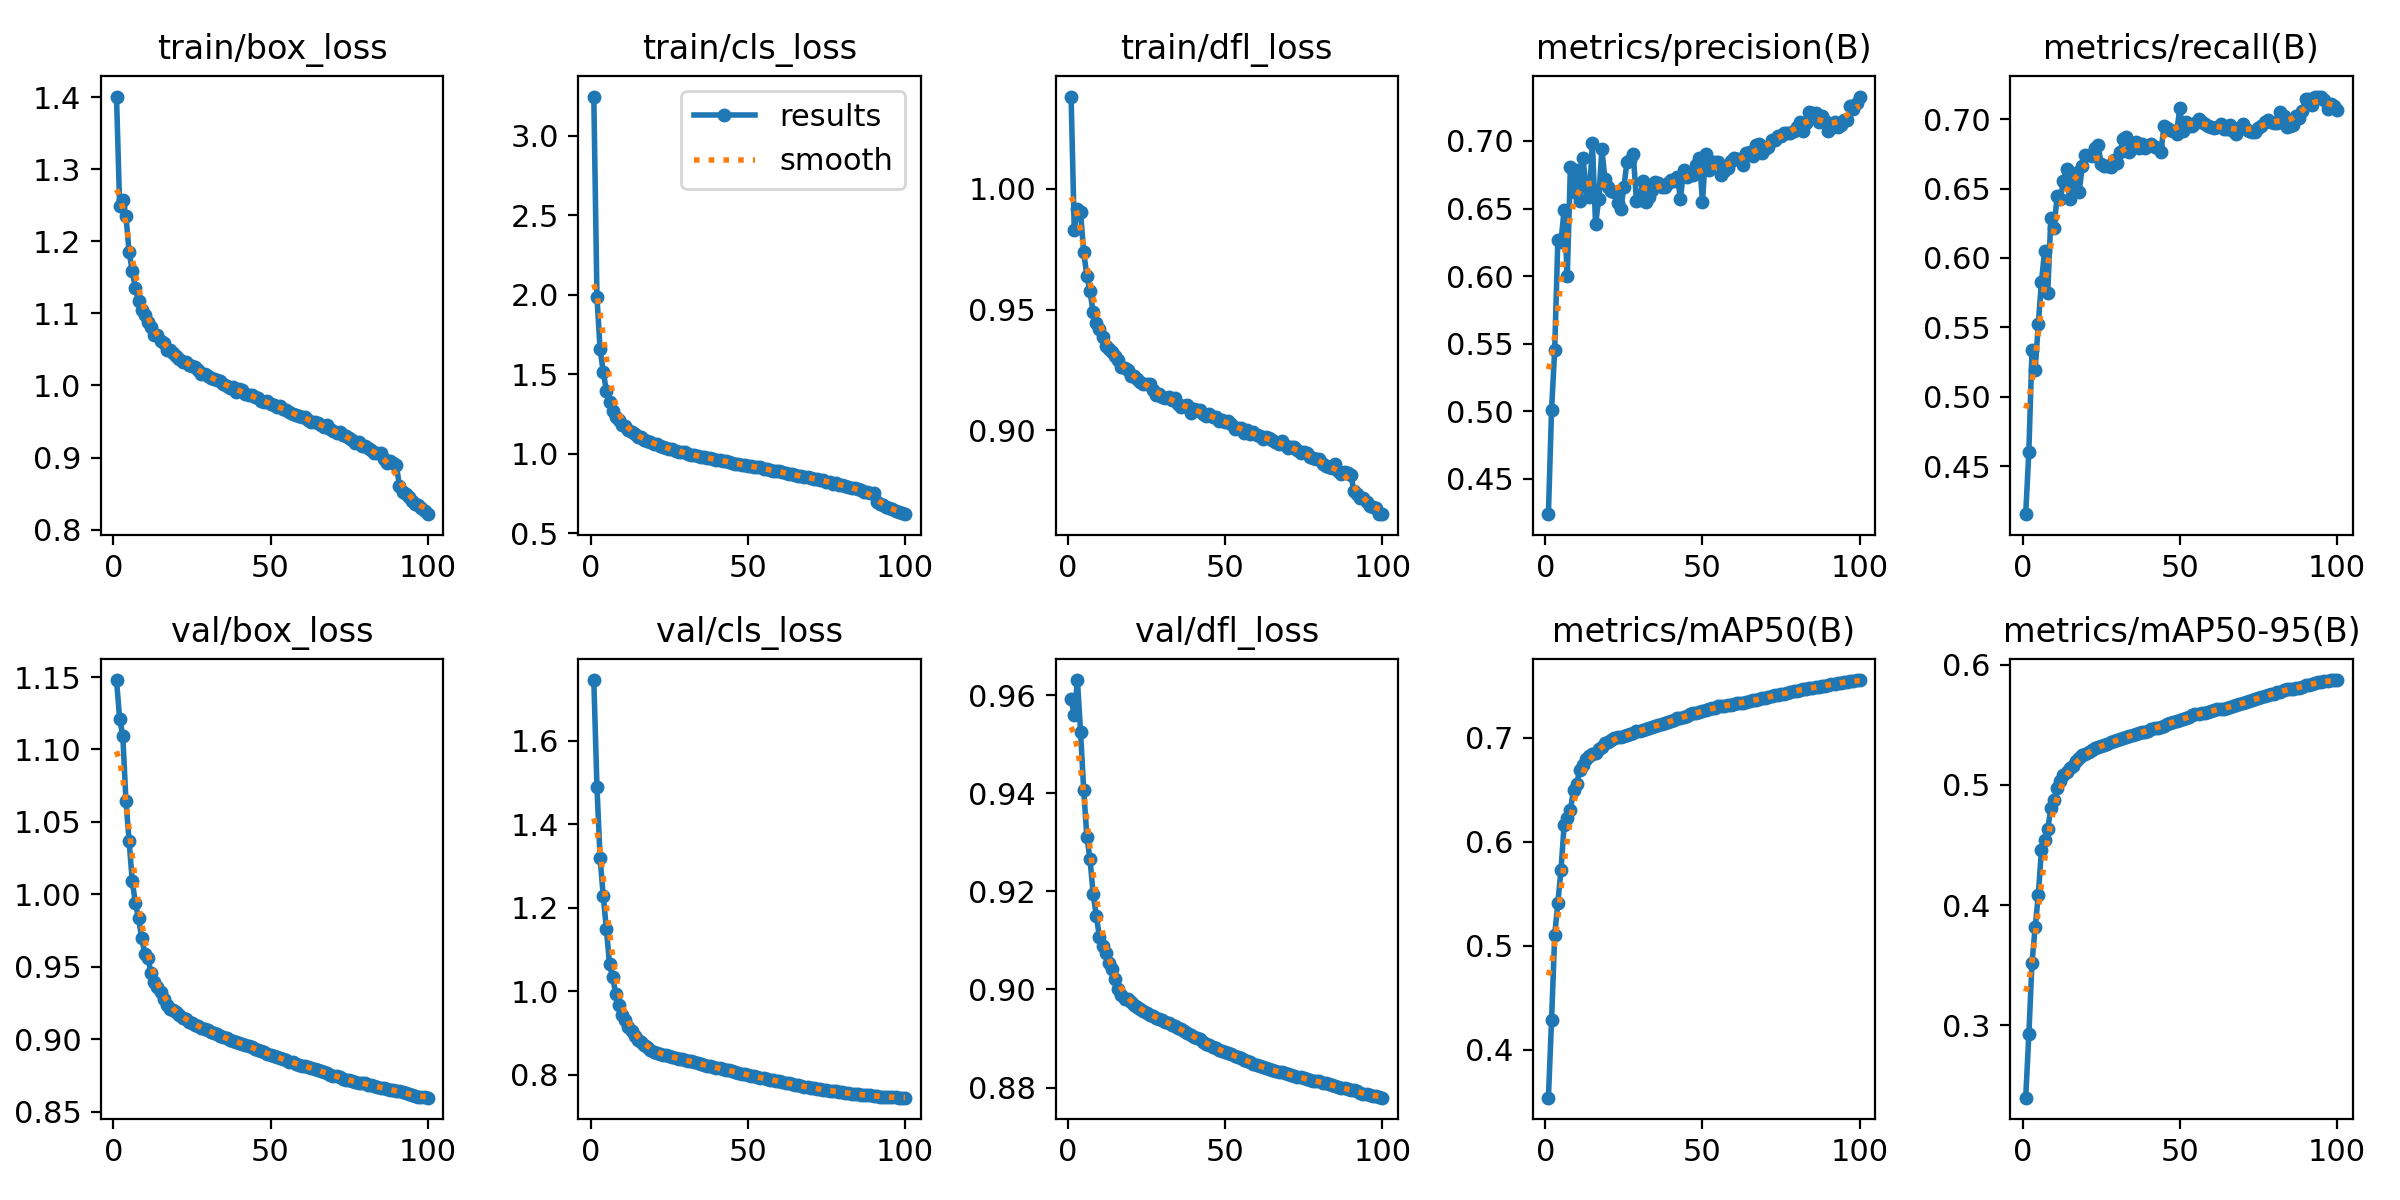 train/box_loss
1.4
1.3
1.2
1.1
1.0
0.9
0.8
0 50 100
train/cls_loss
results
smooth
3.0
2.5
2.0
1.5
1.0
0.5
0 50 100
train/dfl_loss
1.00
0.95
0.90
0 50 100
metrics/precision(B)
0.70
0.65
0.60
0.55
0.50
0.45
0 50 100
metrics/recall(B)
0.70
0.65
0.60
0.55
0.50
0.45
0 50 100
val/box_loss
1.15
1.10
1.05
1.00
0.95
0.90
0.85
0 50 100
val/cls_loss
1.6
1.4
1.2
1.0
0.8
0 50 100
val/dfl_loss
0.96
0.94
0.92
0.90
0.88
0 50 100
metrics/mAP50(B)
0.7
0.6
0.5
0.4
0 50 100
metrics/mAP50-95(B)
0.6
0.5
0.4
0.3
0 50 100